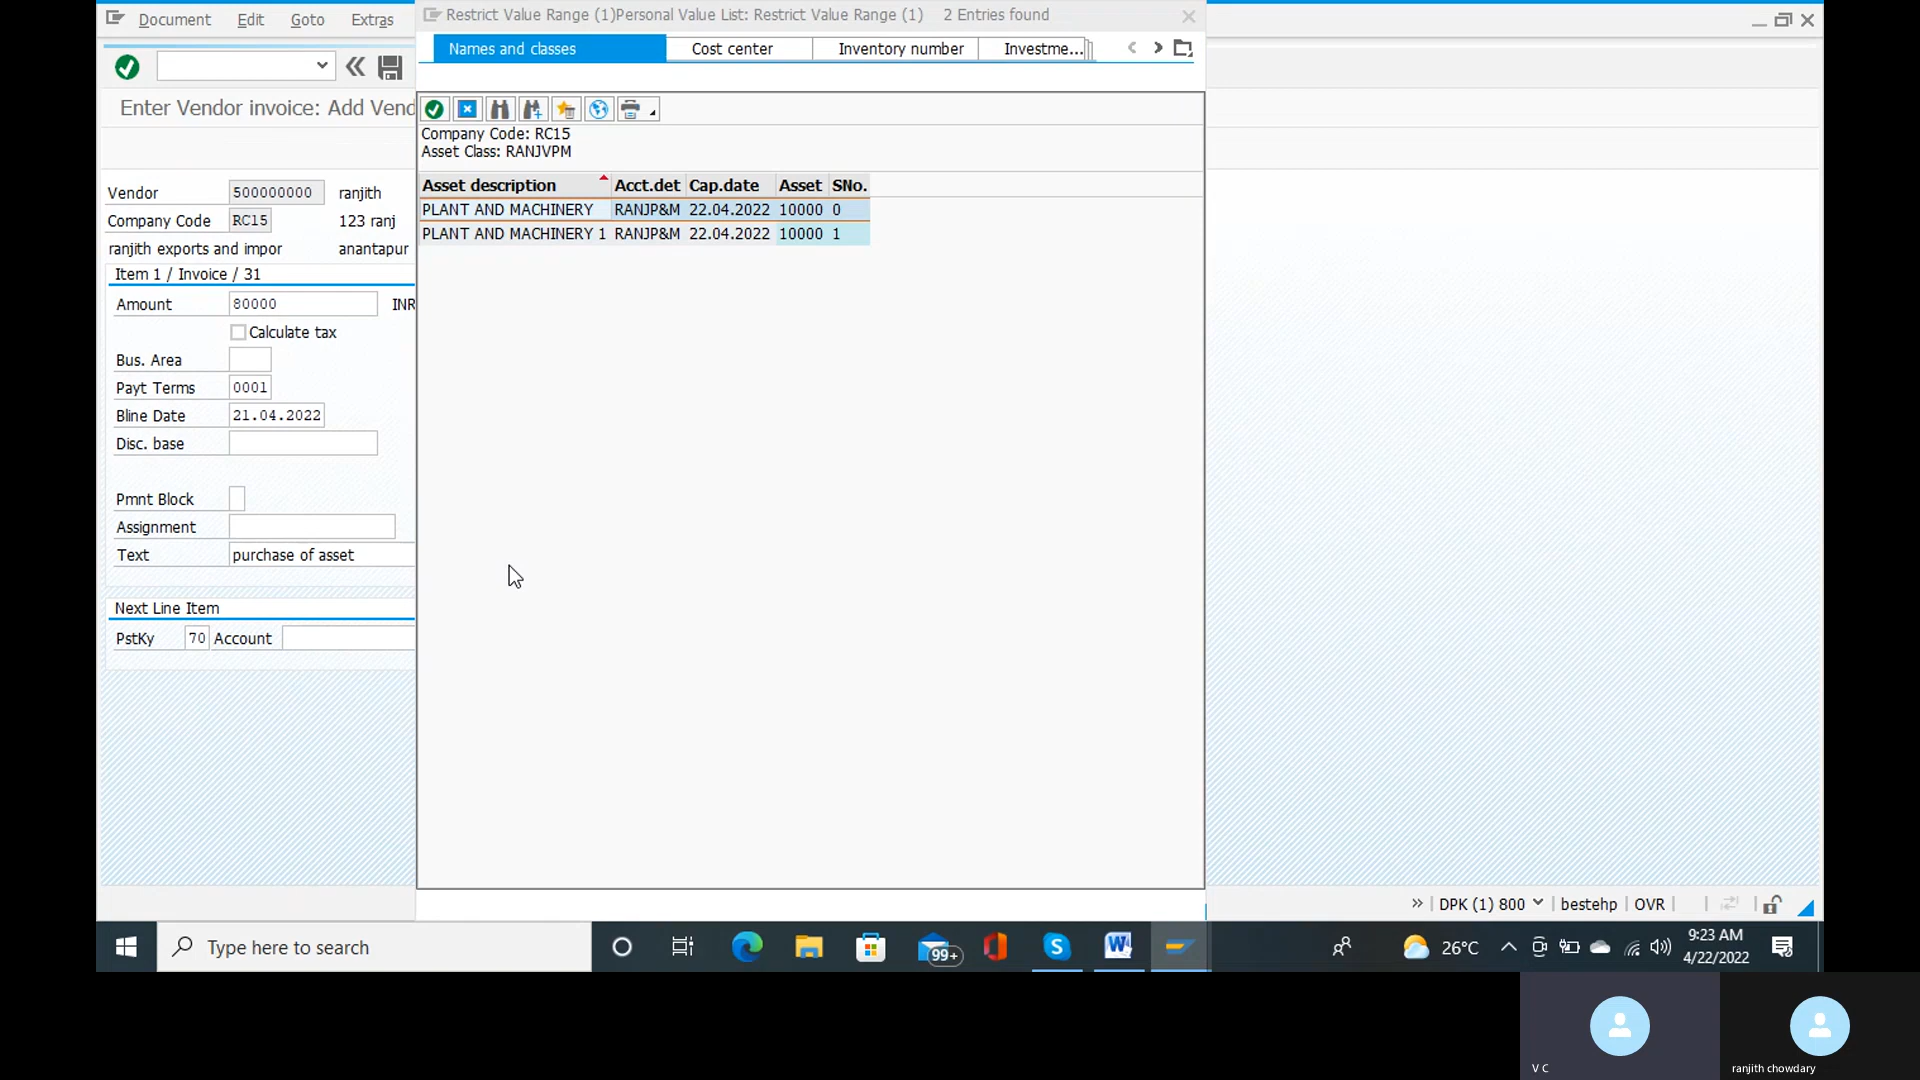 Document Edit Goto Extras
Restrict Value Range (1)Personal Value List: Restrict Value Range (1) 2 Entries found
Names and classes Cost center Inventory number Investme...
Enter Vendor invoice: Add Vend
Company Code: RC15
Asset Class: RANJVPM
Asset description Acct.det Cap.date Asset SNo.
PLANT AND MACHINERY RANJP&M 22.04.2022 10000 0
PLANT AND MACHINERY 1 RANJP&M 22.04.2022 10000 1
Vendor 500000000 ranjith
Company Code RC15 123 ranj
ranjith exports and impor anantapur
Item 1 / Invoice / 31
Amount 80000 INR
Calculate tax
Bus. Area
Payt Terms 0001
Bline Date 21.04.2022
Disc. base
Pmnt Block
Assignment
Text purchase of asset
Next Line Item
PstKy 70 Account
DPK (1) 800 bestehp OVR
Type here to search
99+
26°C
9:23 AM
4/22/2022
V C
ranjith chowdary